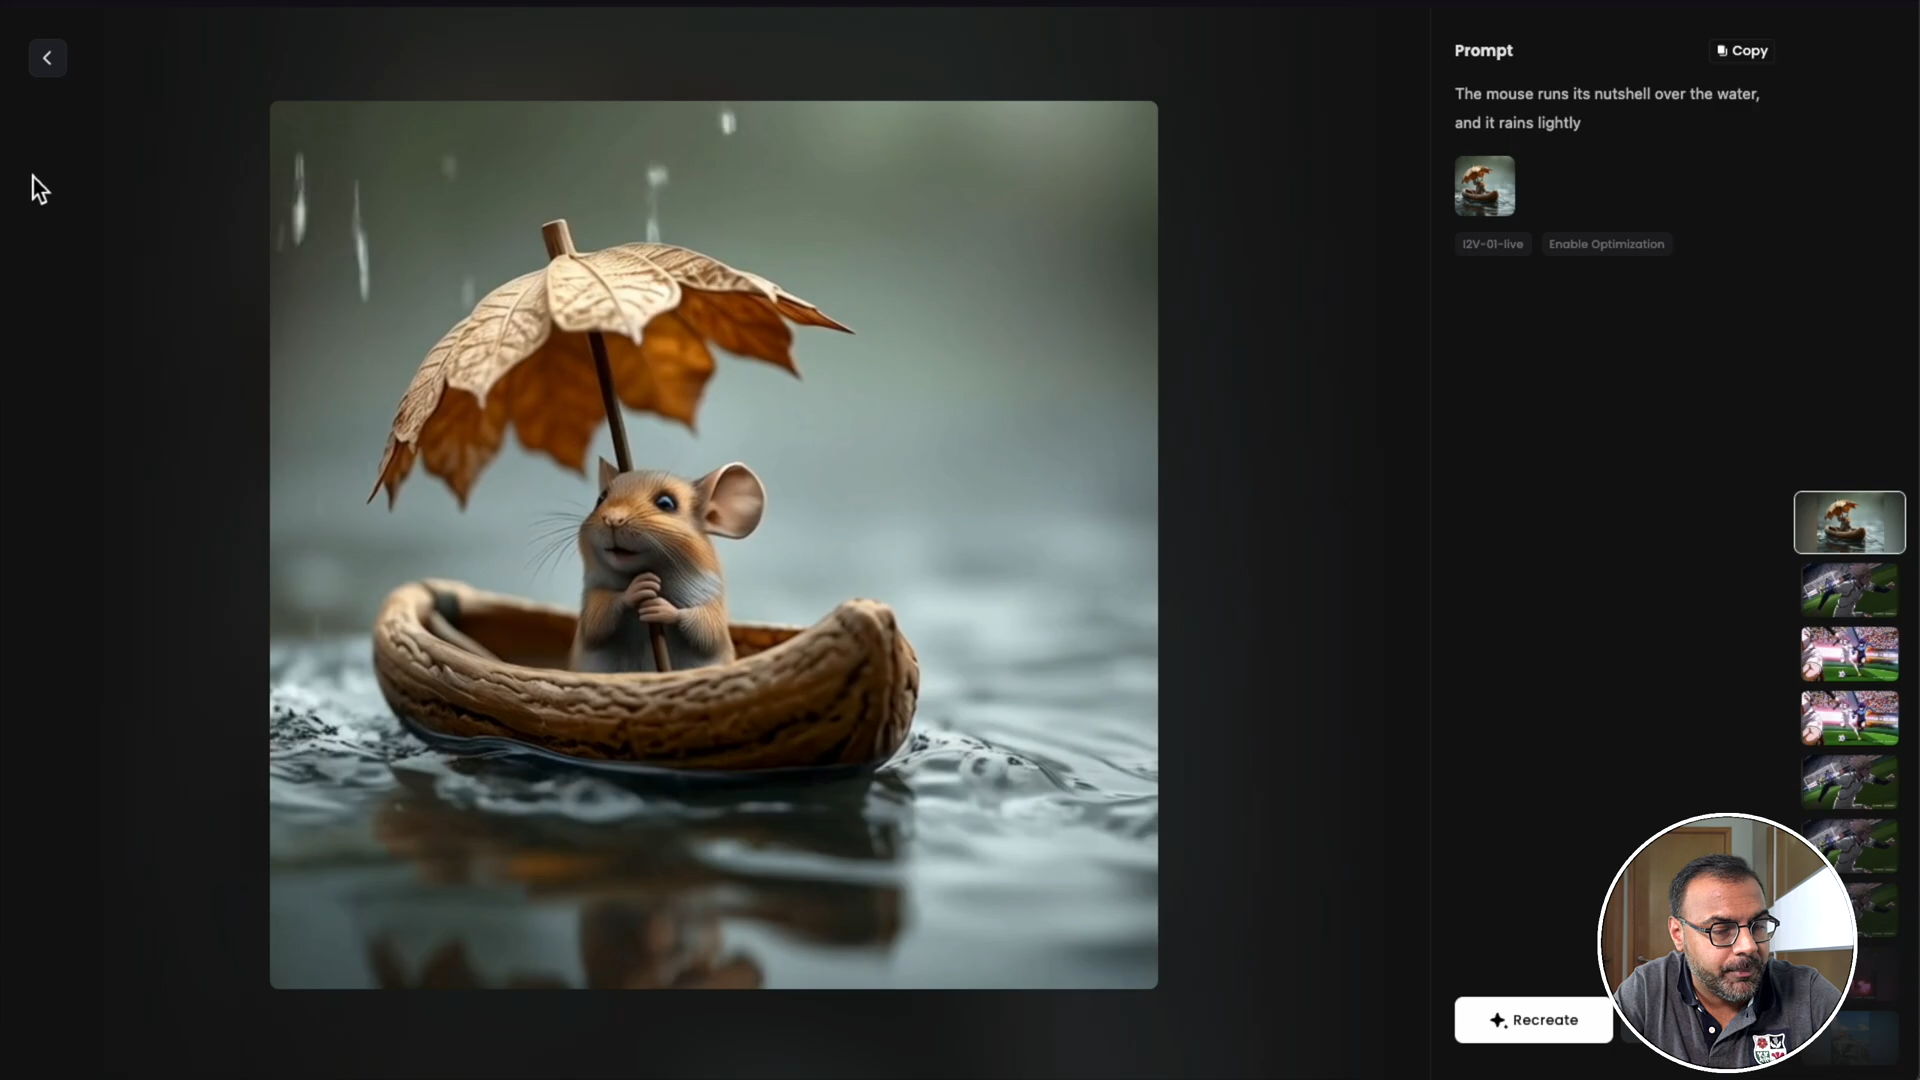 Prompt
Copy
The mouse runs its nutshell over the water,
and it rains lightly
I2V-01-live
Enable Optimization
Recreate